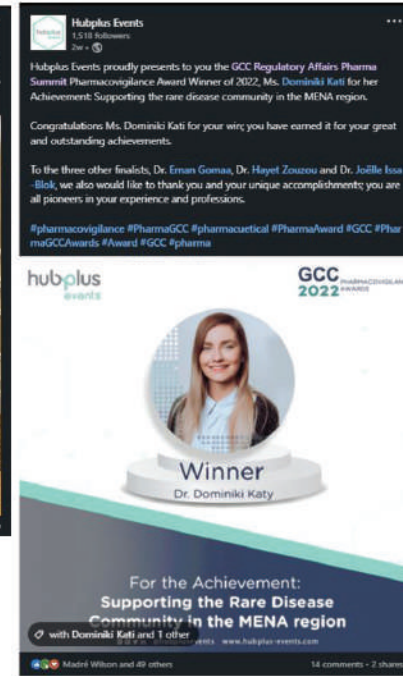 Hubplus Events
1,518 followers
2w •
Hubplus Events proudly presents to you the GCC Regulatory Affairs Pharma
Summit Pharmacovigilance Award Winner of 2022, Ms. Dominiki Kati for her
Achievement: Supporting the rare disease community in the MENA region.
Congratulations Ms. Dominiki Kati for your win; you have earned it for your great
and outstanding achievements.
To the three other finalists, Dr. Eman Gomaa, Dr. Hayet Zouzou and Dr. Joëlle Issa
-Blok, we also would like to thank you and your unique accomplishments; you are
all pioneers in your experience and professions.
#pharmacovigilance #PharmaGCC #pharmacuetical #PharmaAward #GCC #Phar
maGCCAwards #Award #GCC #pharma
hubplus
events
GCC
2022
AWARDS
Winner
Dr. Dominiki Katy
For the Achievement:
Supporting the Rare Disease
Community in the MENA region
with Dominiki Kati and 1 other
www.hubplus-events.com
Madré Wilson and 49 others
14 comments • 2 shares